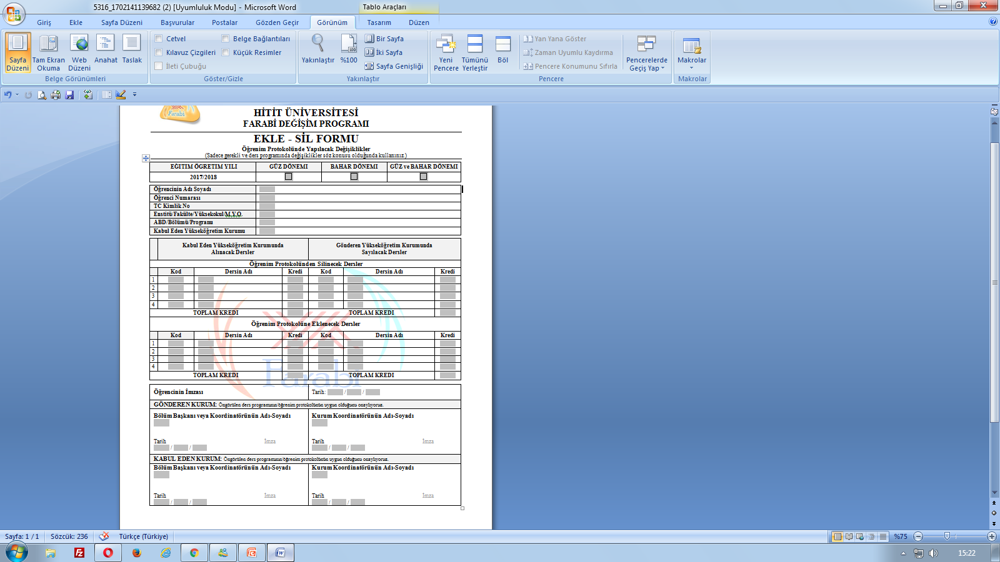 5316_1702141139682 (2) [Uyumluluk Modu] - Microsoft Word
Tablo Araçları
Giriş Ekle Sayfa Düzeni Başvurular Postalar Gözden Geçir Görünüm Tasarım Düzen
Sayfa Düzeni
Tam Ekran Okuma
Web Düzeni
Anahat
Taslak
Belge Görünümleri
Cetvel
Kılavuz Çizgileri
İleti Çubuğu
Belge Bağlantıları
Küçük Resimler
Göster/Gizle
Yakınlaştır
%100
Bir Sayfa
İki Sayfa
Sayfa Genişliği
Yakınlaştır
Yeni Pencere
Tümünü Yerleştir
Böl
Yan Yana Göster
Zaman Uyumlu Kaydırma
Pencere Konumunu Sıfırla
Pencerelerde Geçiş Yap
Pencere
Makrolar
Makrolar
Farabi
HİTİT ÜNİVERSİTESİ
FARABİ DEĞİŞİM PROGRAMI
EKLE - SİL FORMU
Öğrenim Protokolünde Yapılacak Değişiklikler
(Sadece gerekli ve ders programında değişiklikler söz konusu olduğunda kullanınız.)
EĞİTİM ÖĞRETİM YILI GÜZ DÖNEMİ BAHAR DÖNEMİ GÜZ ve BAHAR DÖNEMİ
2017/2018
Öğrencinin Adı Soyadı
Öğrenci Numarası
TC Kimlik No
Enstitü/Fakülte/Yüksekokul/M.Y.O.
ABD/Bölümü/Programı
Kabul Eden Yükseköğretim Kurumu
Kabul Eden Yükseköğretim Kurumunda Alınacak Dersler
Gönderen Yükseköğretim Kurumunda Sayılacak Dersler
Öğrenim Protokolünden Silinecek Dersler
Kod Dersin Adı Kredi Kod Dersin Adı Kredi
1
2
3
4
TOPLAM KREDİ TOPLAM KREDİ
Öğrenim Protokolüne Eklenecek Dersler
Kod Dersin Adı Kredi Kod Dersin Adı Kredi
1
2
3
4
TOPLAM KREDİ TOPLAM KREDİ
Farabi
Öğrencinin İmzası Tarih: / /
GÖNDEREN KURUM: Öngörülen ders programının/öğrenim protokolünün uygun olduğunu onaylıyoruz.
Bölüm Başkanı veya Koordinatörünün Adı-Soyadı Kurum Koordinatörünün Adı-Soyadı
Tarih İmza Tarih İmza
/ / / /
KABUL EDEN KURUM: Öngörülen ders programının/öğrenim protokolünün uygun olduğunu onaylıyoruz.
Bölüm Başkanı veya Koordinatörünün Adı-Soyadı Kurum Koordinatörünün Adı-Soyadı
Tarih İmza Tarih İmza
/ / / /
Sayfa: 1 / 1 Sözcük: 236 Türkçe (Türkiye) %75
15:22